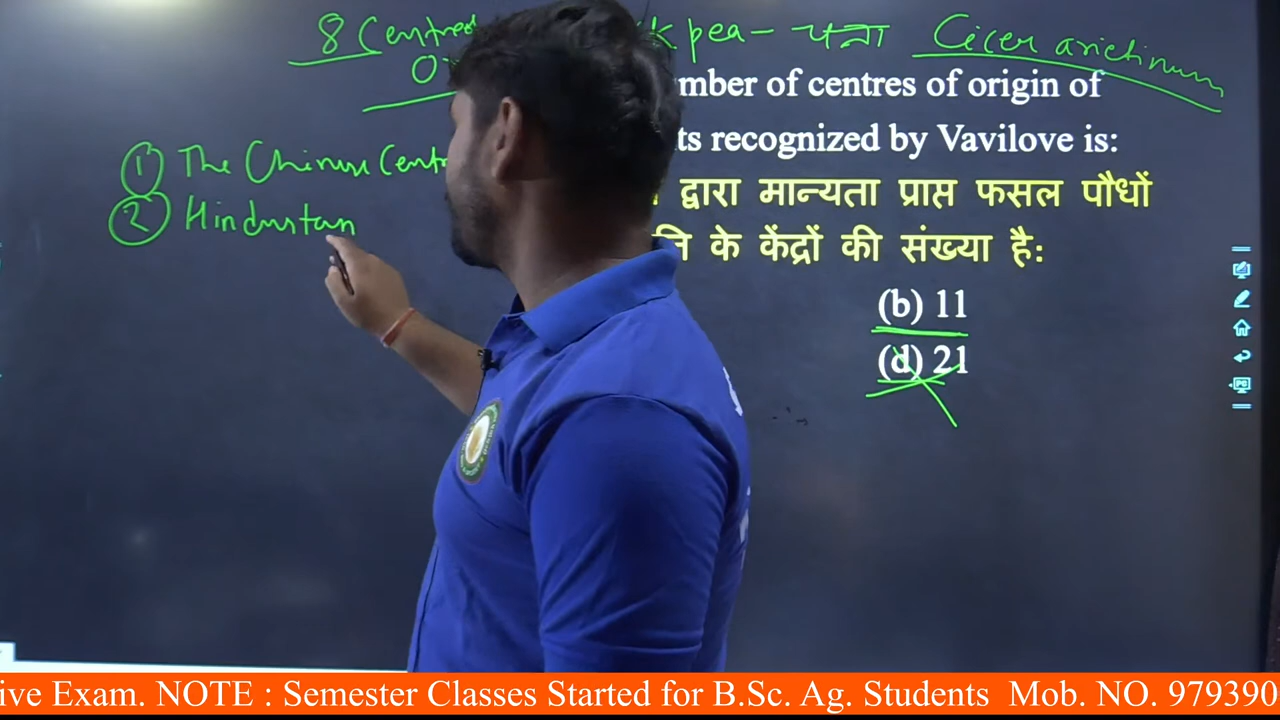 8 Centres k pea - चना Cicer arietinum
mber of centres of origin of
ts recognized by Vavilove is:
① The Chinese Centr
② Hindustan
द्वारा मान्यता प्राप्त फसल पौधों
के केंद्रों की संख्या है:
(b) 11
(d) 21
ive Exam. NOTE : Semester Classes Started for B.Sc. Ag. Students Mob. NO. 979390